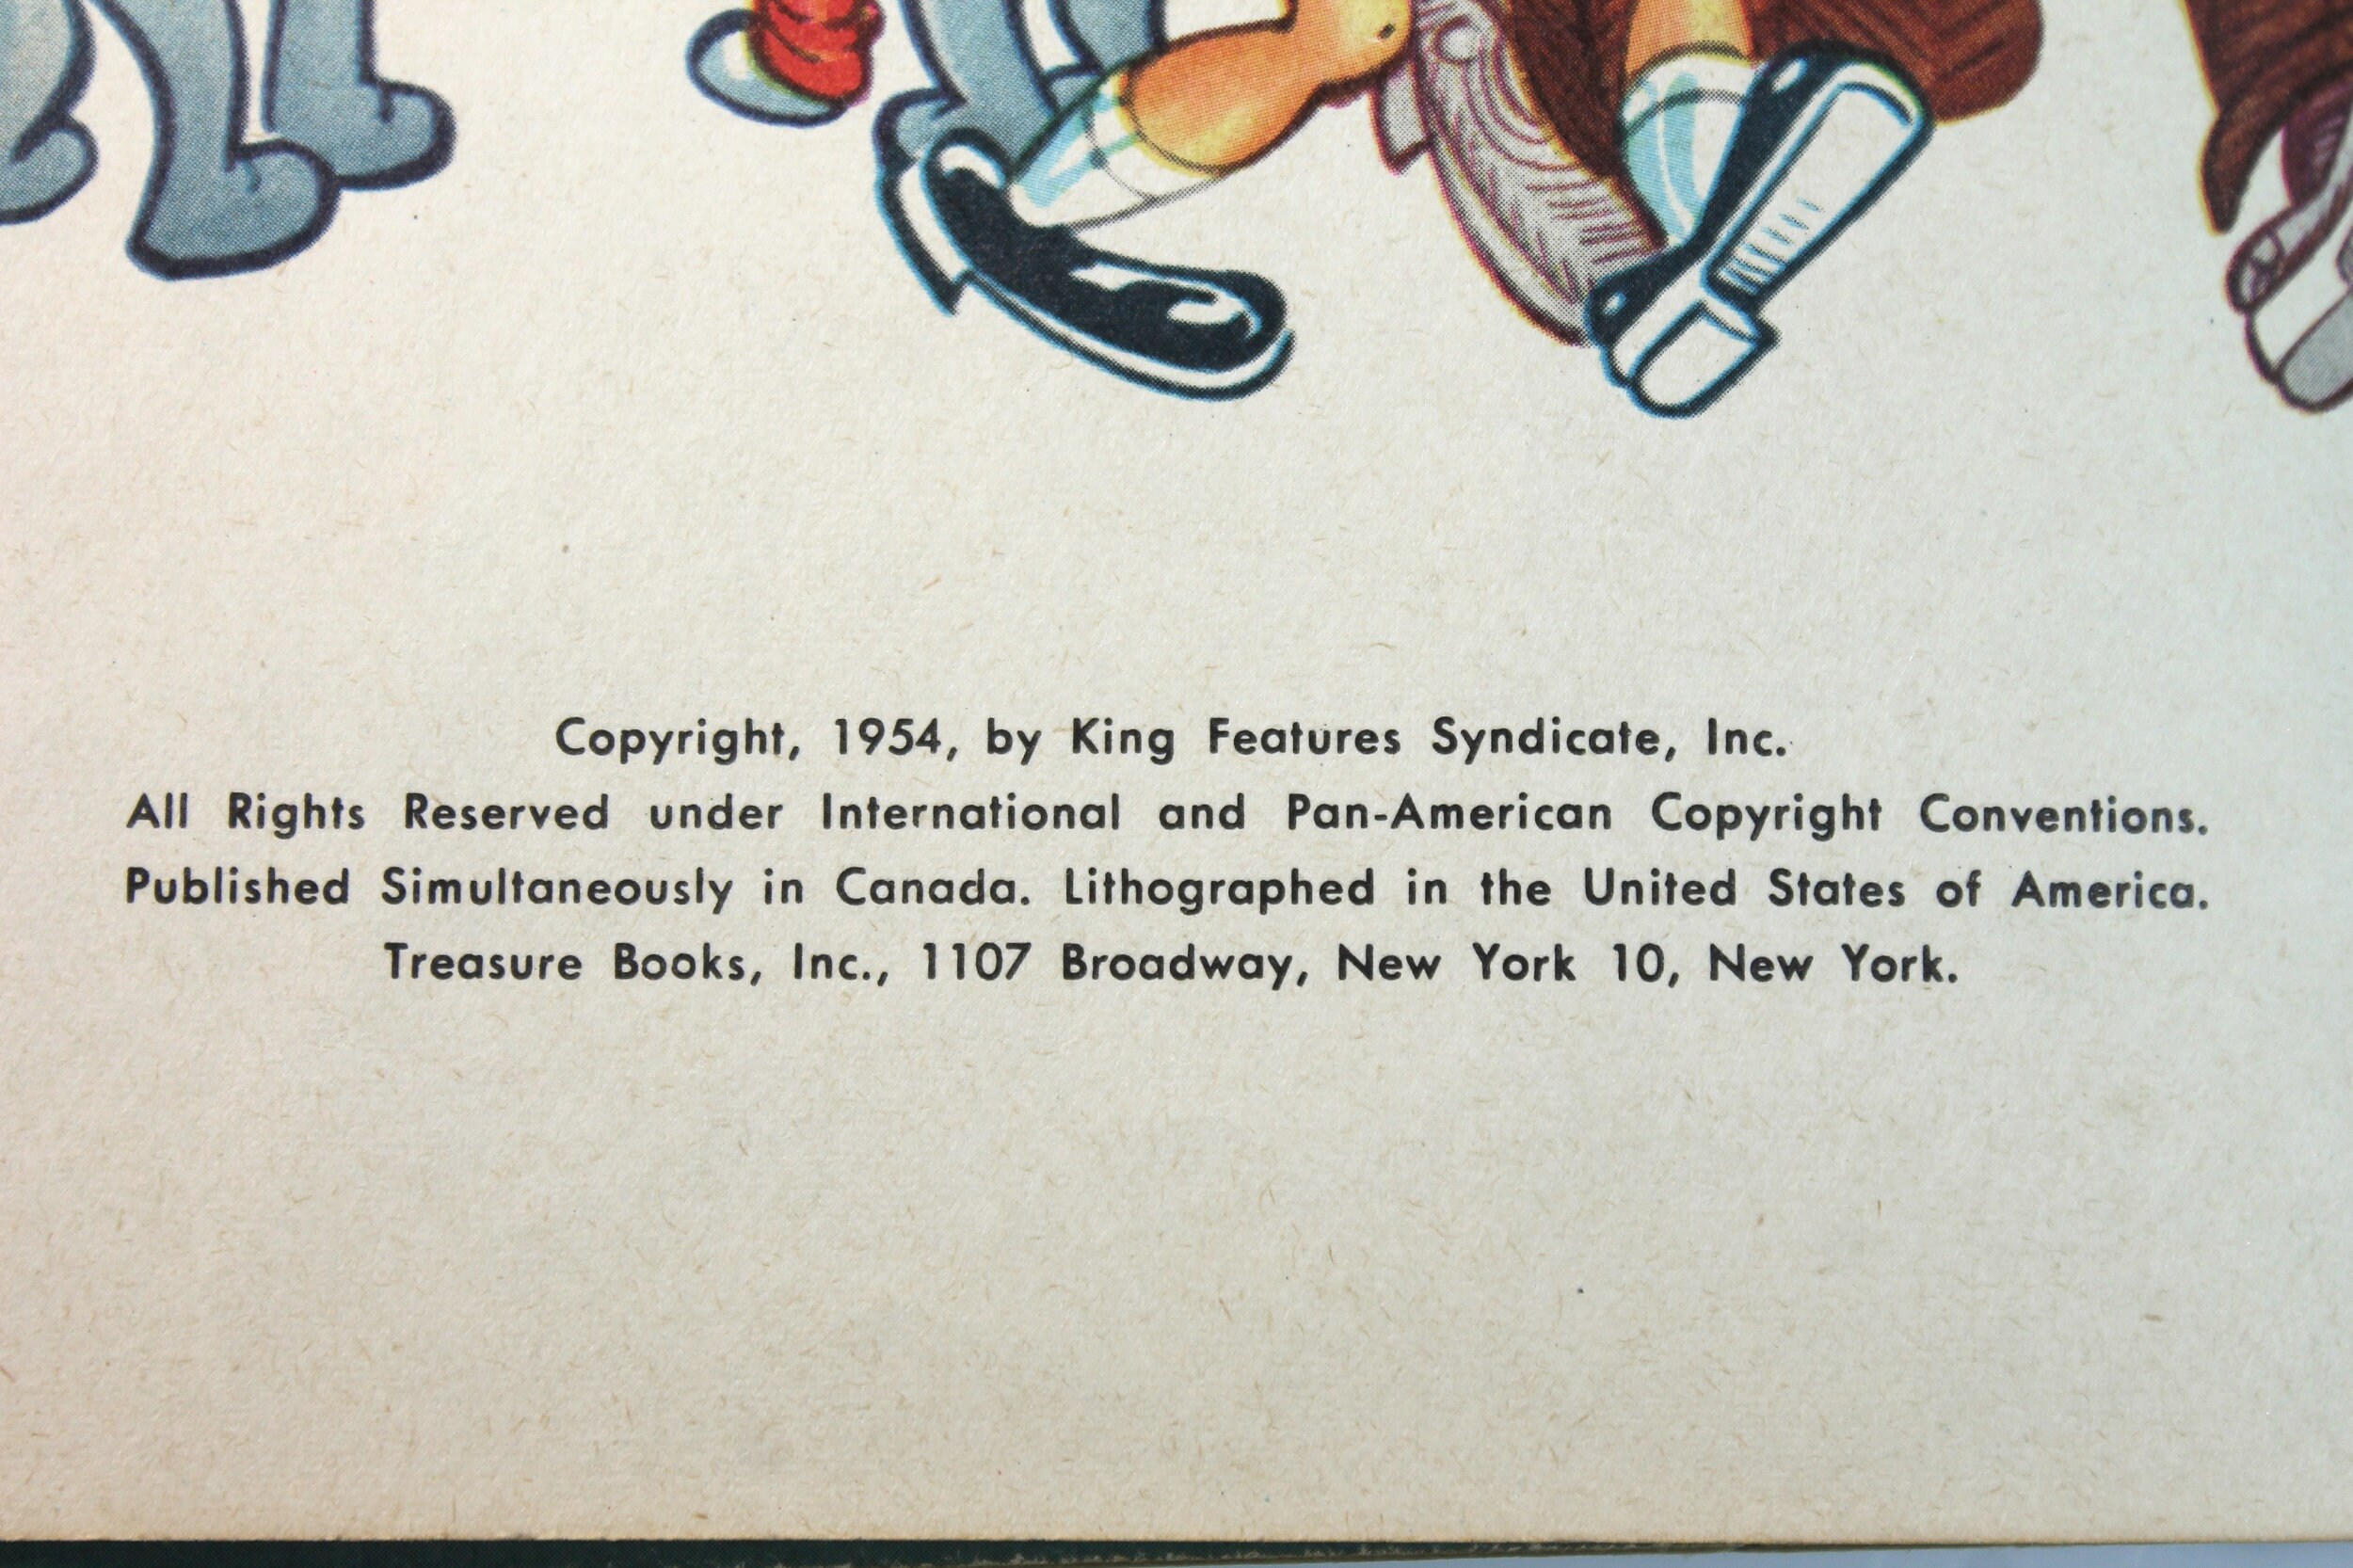 Copyright, 1954, by King Features Syndicate, Inc.
All Rights Reserved under International and Pan-American Copyright Conventions.
Published Simultaneously in Canada. Lithographed in the United States of America.
Treasure Books, Inc., 1107 Broadway, New York 10, New York.